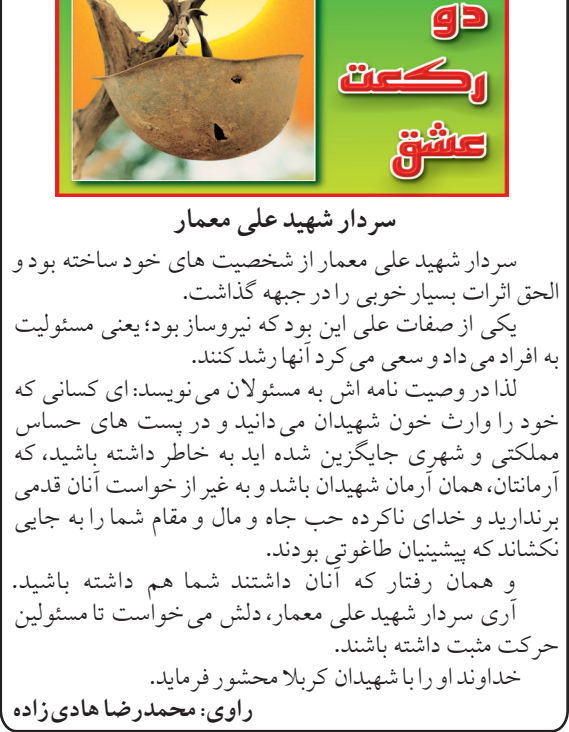 دو
رکعت
عشق
سردار شهید علی معمار
سردار شهید علی معمار از شخصیت های خود ساخته بود و
الحق اثرات بسیار خوبی را در جبهه گذاشت.
یکی از صفات علی این بود که نیروساز بود؛ یعنی مسئولیت
به افراد می‌داد و سعی می‌کرد آنها رشد کنند.
لذا در وصیت نامه اش به مسئولان می‌نویسد: ای کسانی که
خود را وارث خون شهیدان می‌دانید و در پست های حساس
مملکتی و شهری جایگزین شده اید به خاطر داشته باشید، که
آرمانتان، همان آرمان شهیدان باشد و به غیر از خواست آنان قدمی
برندارید و خدای ناکرده حب جاه و مال و مقام شما را به جایی
نکشاند که پیشینیان طاغوتی بودند.
و همان رفتار که آنان داشتند شما هم داشته باشید.
آری سردار شهید علی معمار، دلش می‌خواست تا مسئولین
حرکت مثبت داشته باشند.
خداوند او را با شهیدان کربلا محشور فرماید.
راوی: محمدرضا هادی‌زاده